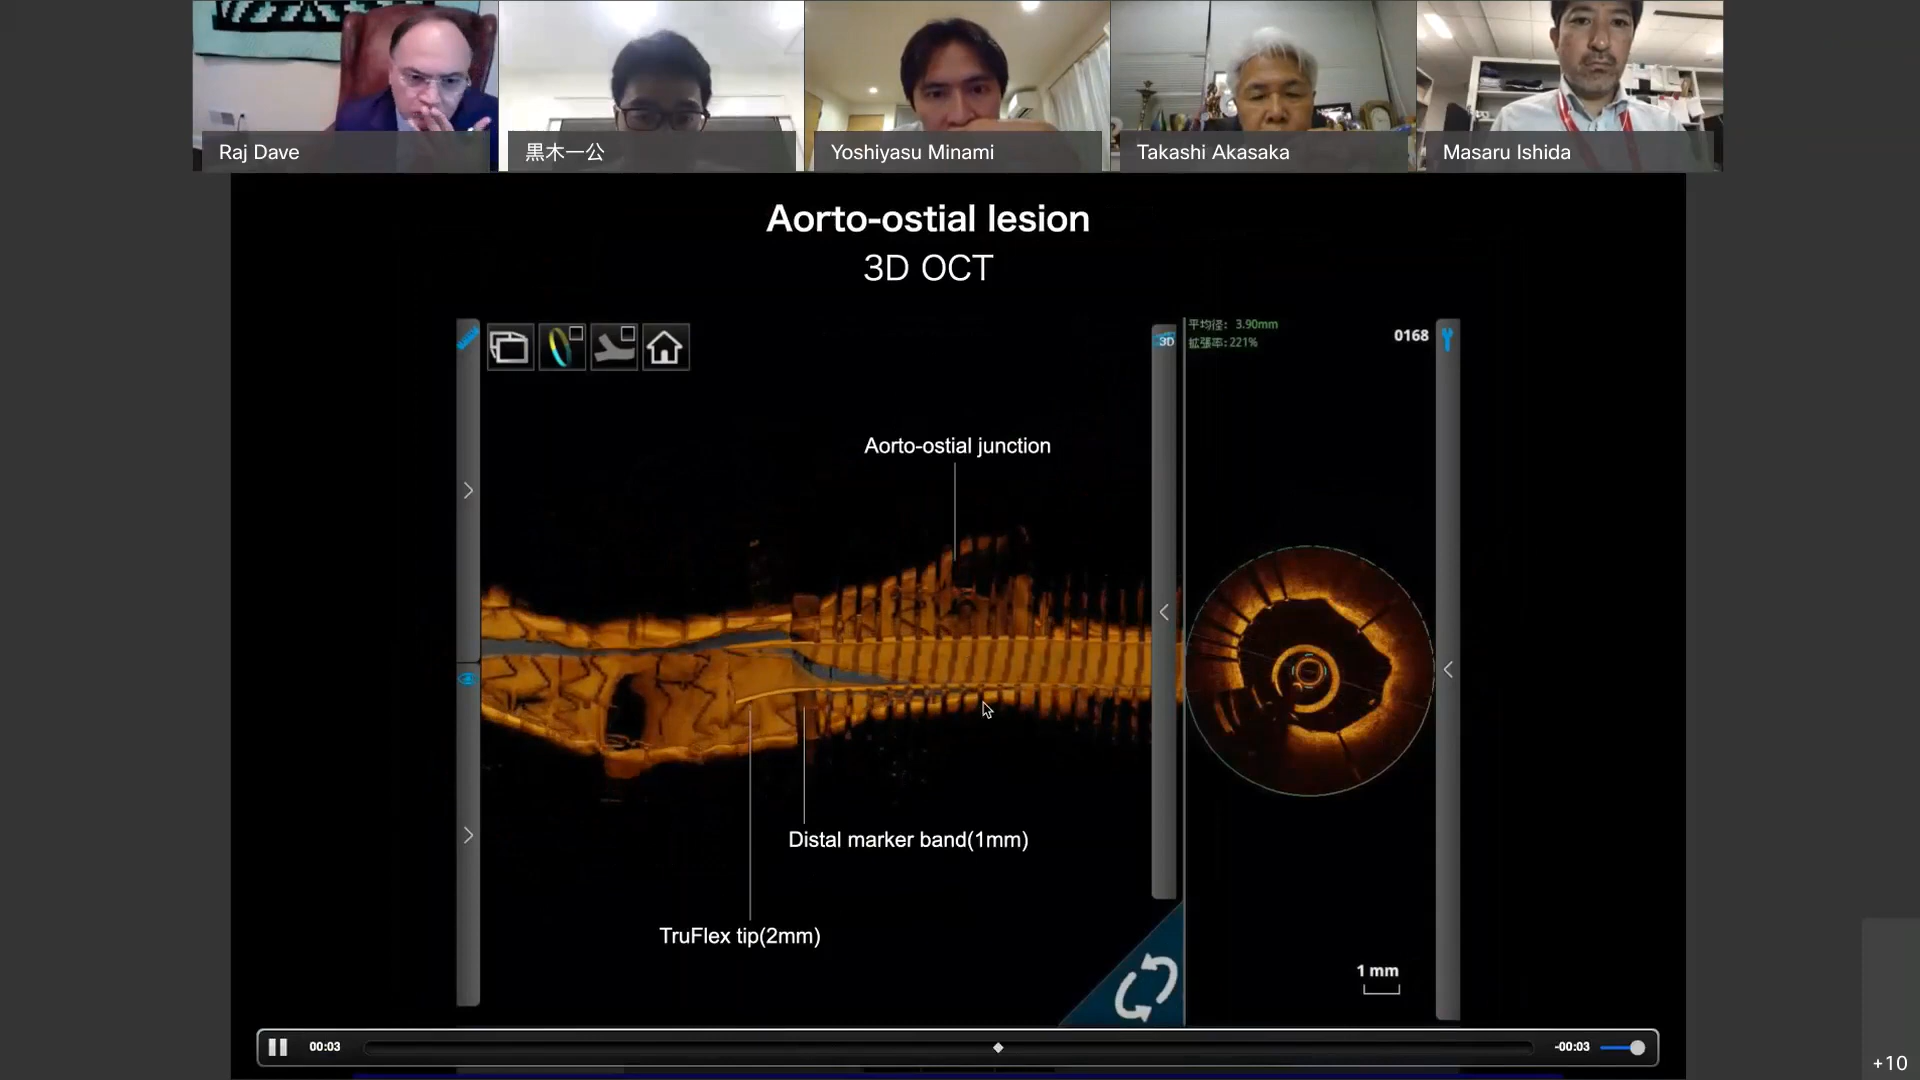 Raj Dave
黒木一公
Yoshiyasu Minami
Takashi Akasaka
Masaru Ishida
Aorto-ostial lesion
3D OCT
3D
平均径: 3.90mm
拡張率:221%
0168
Aorto-ostial junction
Distal marker band(1mm)
TruFlex tip(2mm)
1 mm
00:03
-00:03
+10